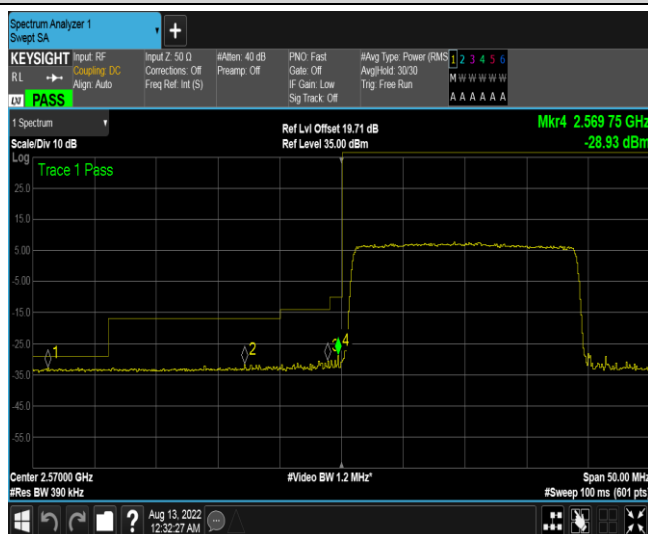 Spectrum Analyzer 1
Swept SA
+
KEYSIGHT
RL
LXI PASS
Input: RF
Coupling: DC
Align: Auto
Input Z: 50 Ω
Corrections: Off
Freq Ref: Int (S)
#Atten: 40 dB
Preamp: Off
PNO: Fast
Gate: Off
IF Gain: Low
Sig Track: Off
#Avg Type: Power (RMS
Avg|Hold: 30/30
Trig: Free Run
1 2 3 4 5 6
M W W W W W
A A A A A A
1 Spectrum
Scale/Div 10 dB
Ref Lvl Offset 19.71 dB
Ref Level 35.00 dBm
Mkr4 2.569 75 GHz
-28.93 dBm
Log
Trace 1 Pass
25.0
15.0
5.00
-5.00
-15.0
-25.0
-35.0
-45.0
-55.0
1
2
3
4
Center 2.57000 GHz
#Res BW 390 kHz
#Video BW 1.2 MHz*
Span 50.00 MHz
#Sweep 100 ms (601 pts)
?
Aug 13, 2022
12:32:27 AM